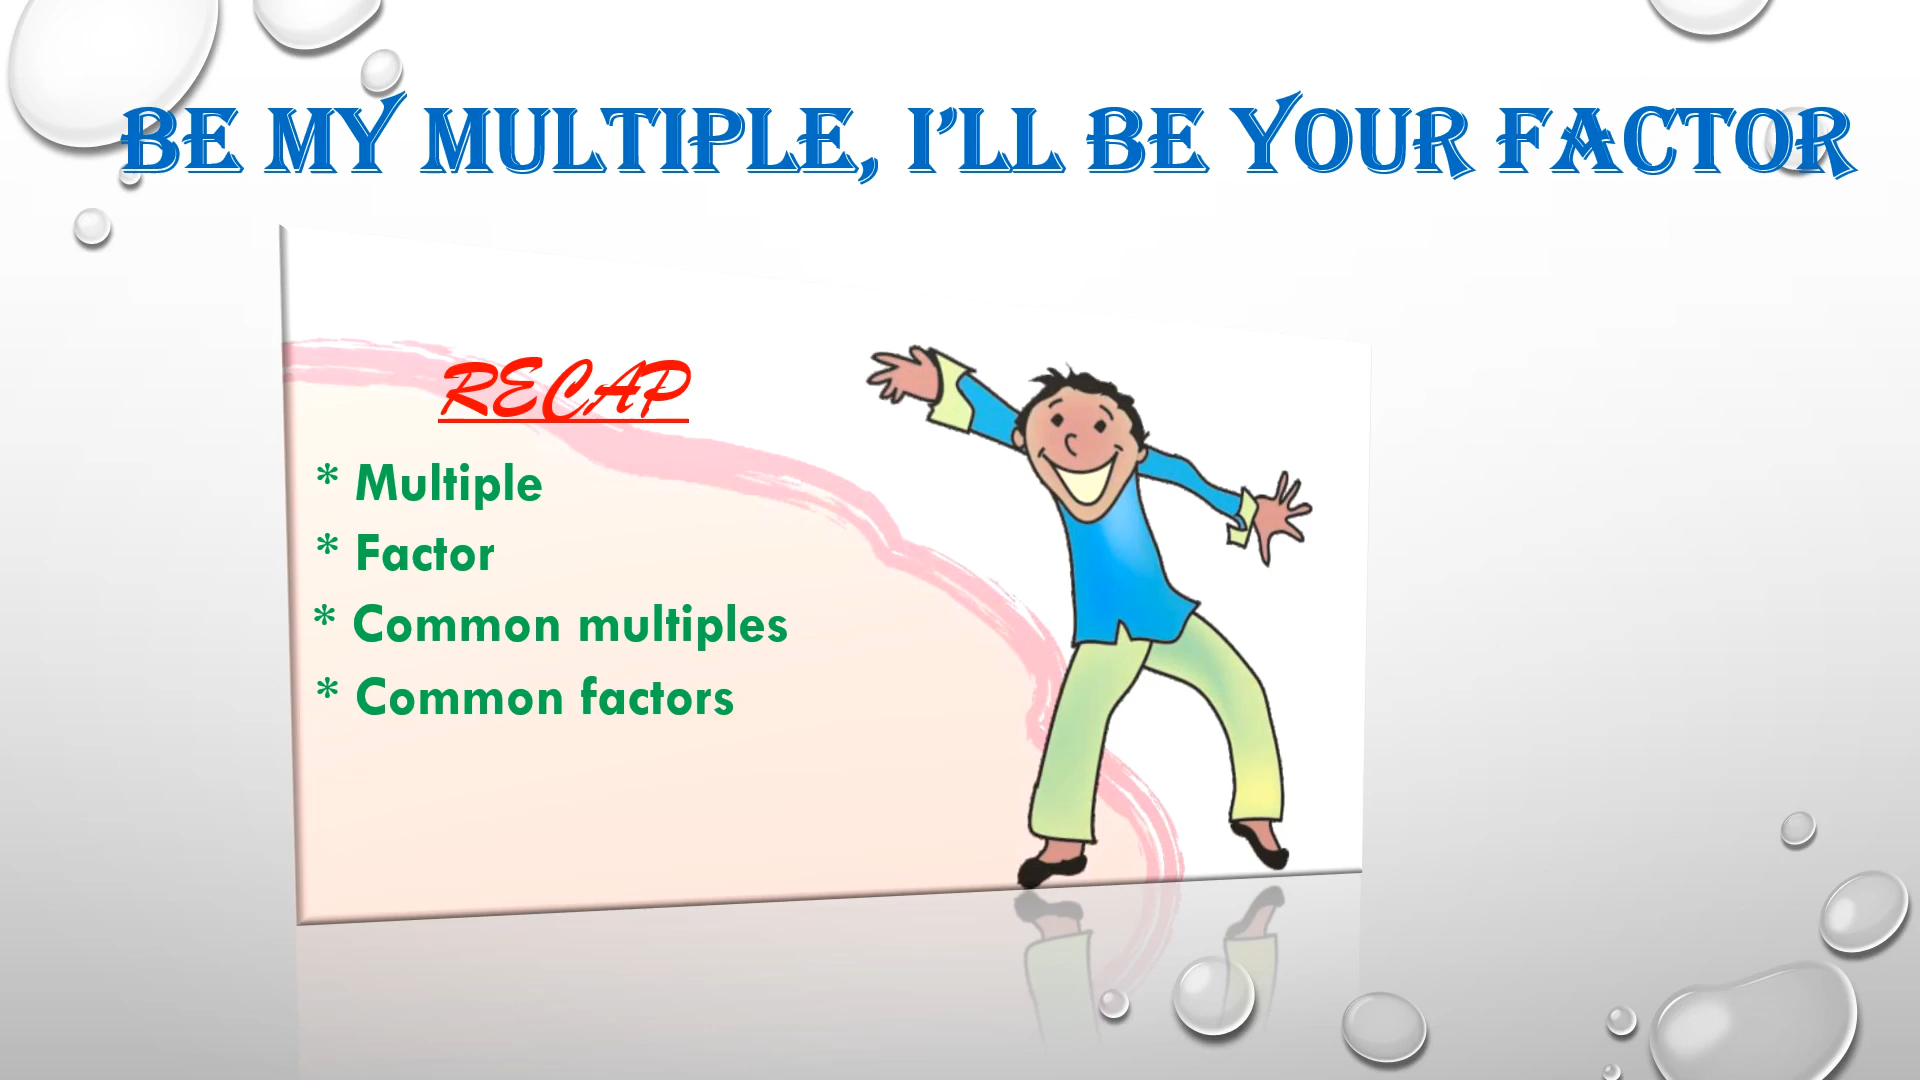 BE MY MULTIPLE, I'LL BE YOUR FACTOR
RECAP
* Multiple
* Factor
* Common multiples
* Common factors